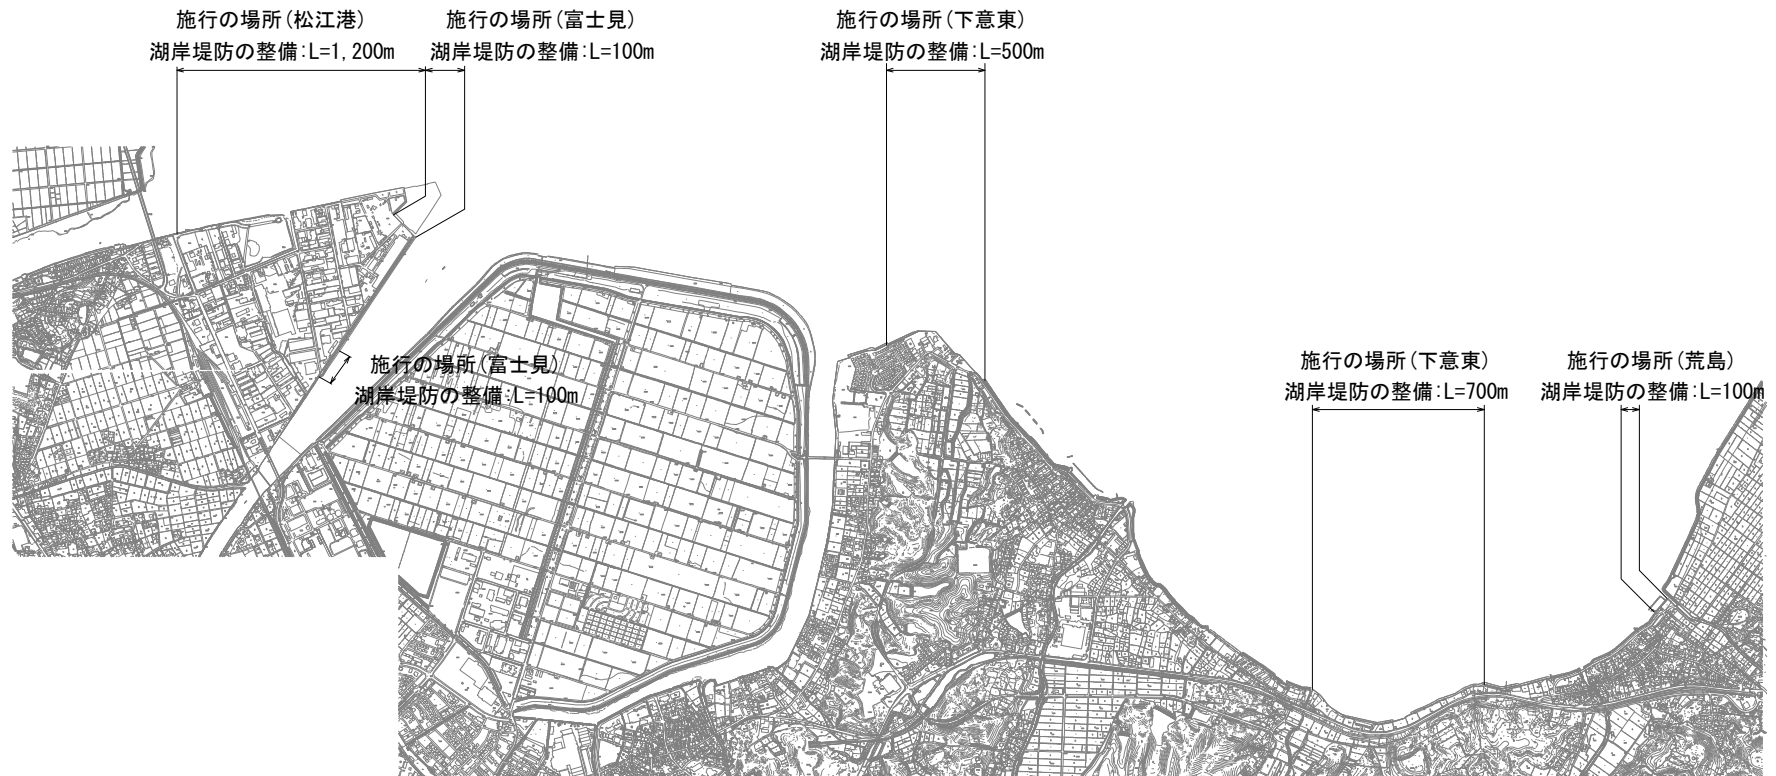 施行の場所(松江港)
湖岸堤防の整備:L=1,200m
施行の場所(富士見)
湖岸堤防の整備:L=100m
施行の場所(下意東)
湖岸堤防の整備:L=500m
施行の場所(富士見)
湖岸堤防の整備:L=100m
施行の場所(下意東)
湖岸堤防の整備:L=700m
施行の場所(荒島)
湖岸堤防の整備:L=100m